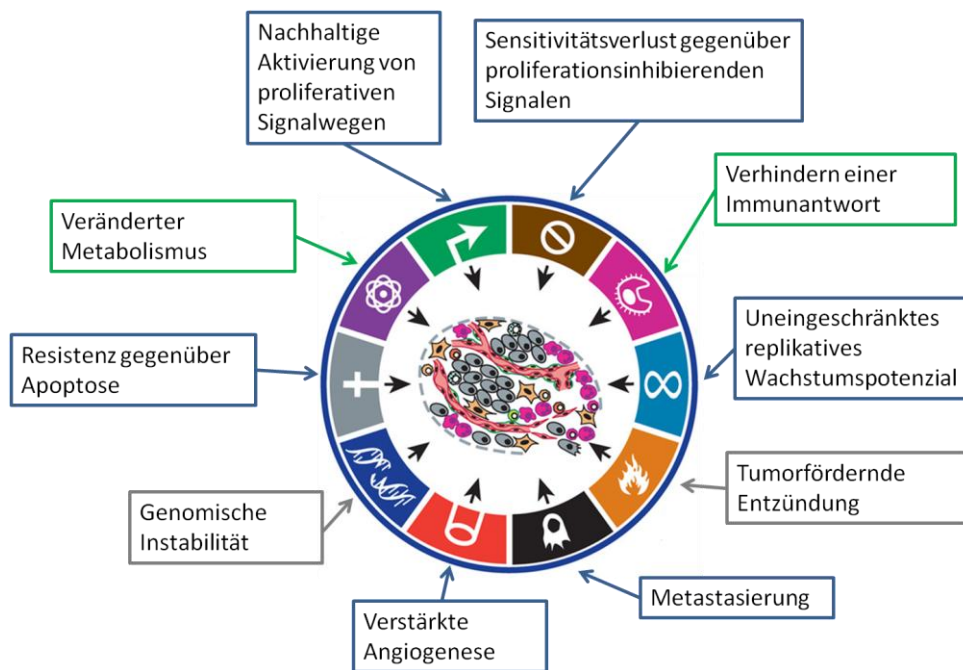 Nachhaltige
Aktivierung von
proliferativen
Signalwegen
Sensitivitätsverlust gegenüber
proliferationsinhibierenden
Signalen
Verhindern einer
Immunantwort
Veränderter
Metabolismus
Uneingeschränktes
replikatives
Wachstumspotenzial
Resistenz gegenüber
Apoptose
Tumorfördernde
Entzündung
Genomische
Instabilität
Metastasierung
Verstärkte
Angiogenese